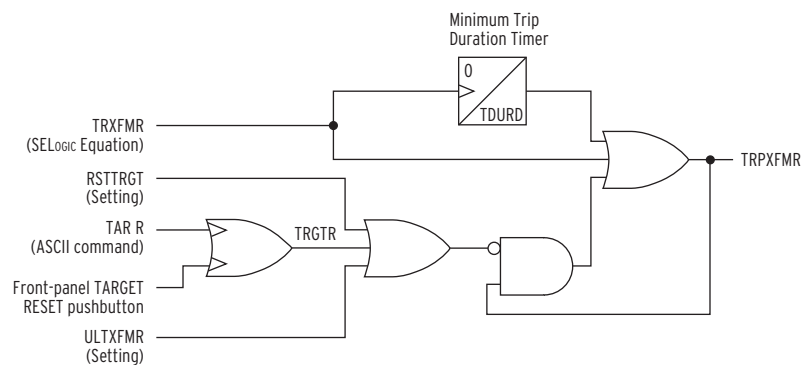 Minimum Trip
Duration Timer
0
TDURD
TRXFMR
(SELOGIC Equation)
TRPXFMR
RSTTRGT
(Setting)
TAR R
(ASCII command)
TRGTR
Front-panel TARGET
RESET pushbutton
ULTXFMR
(Setting)